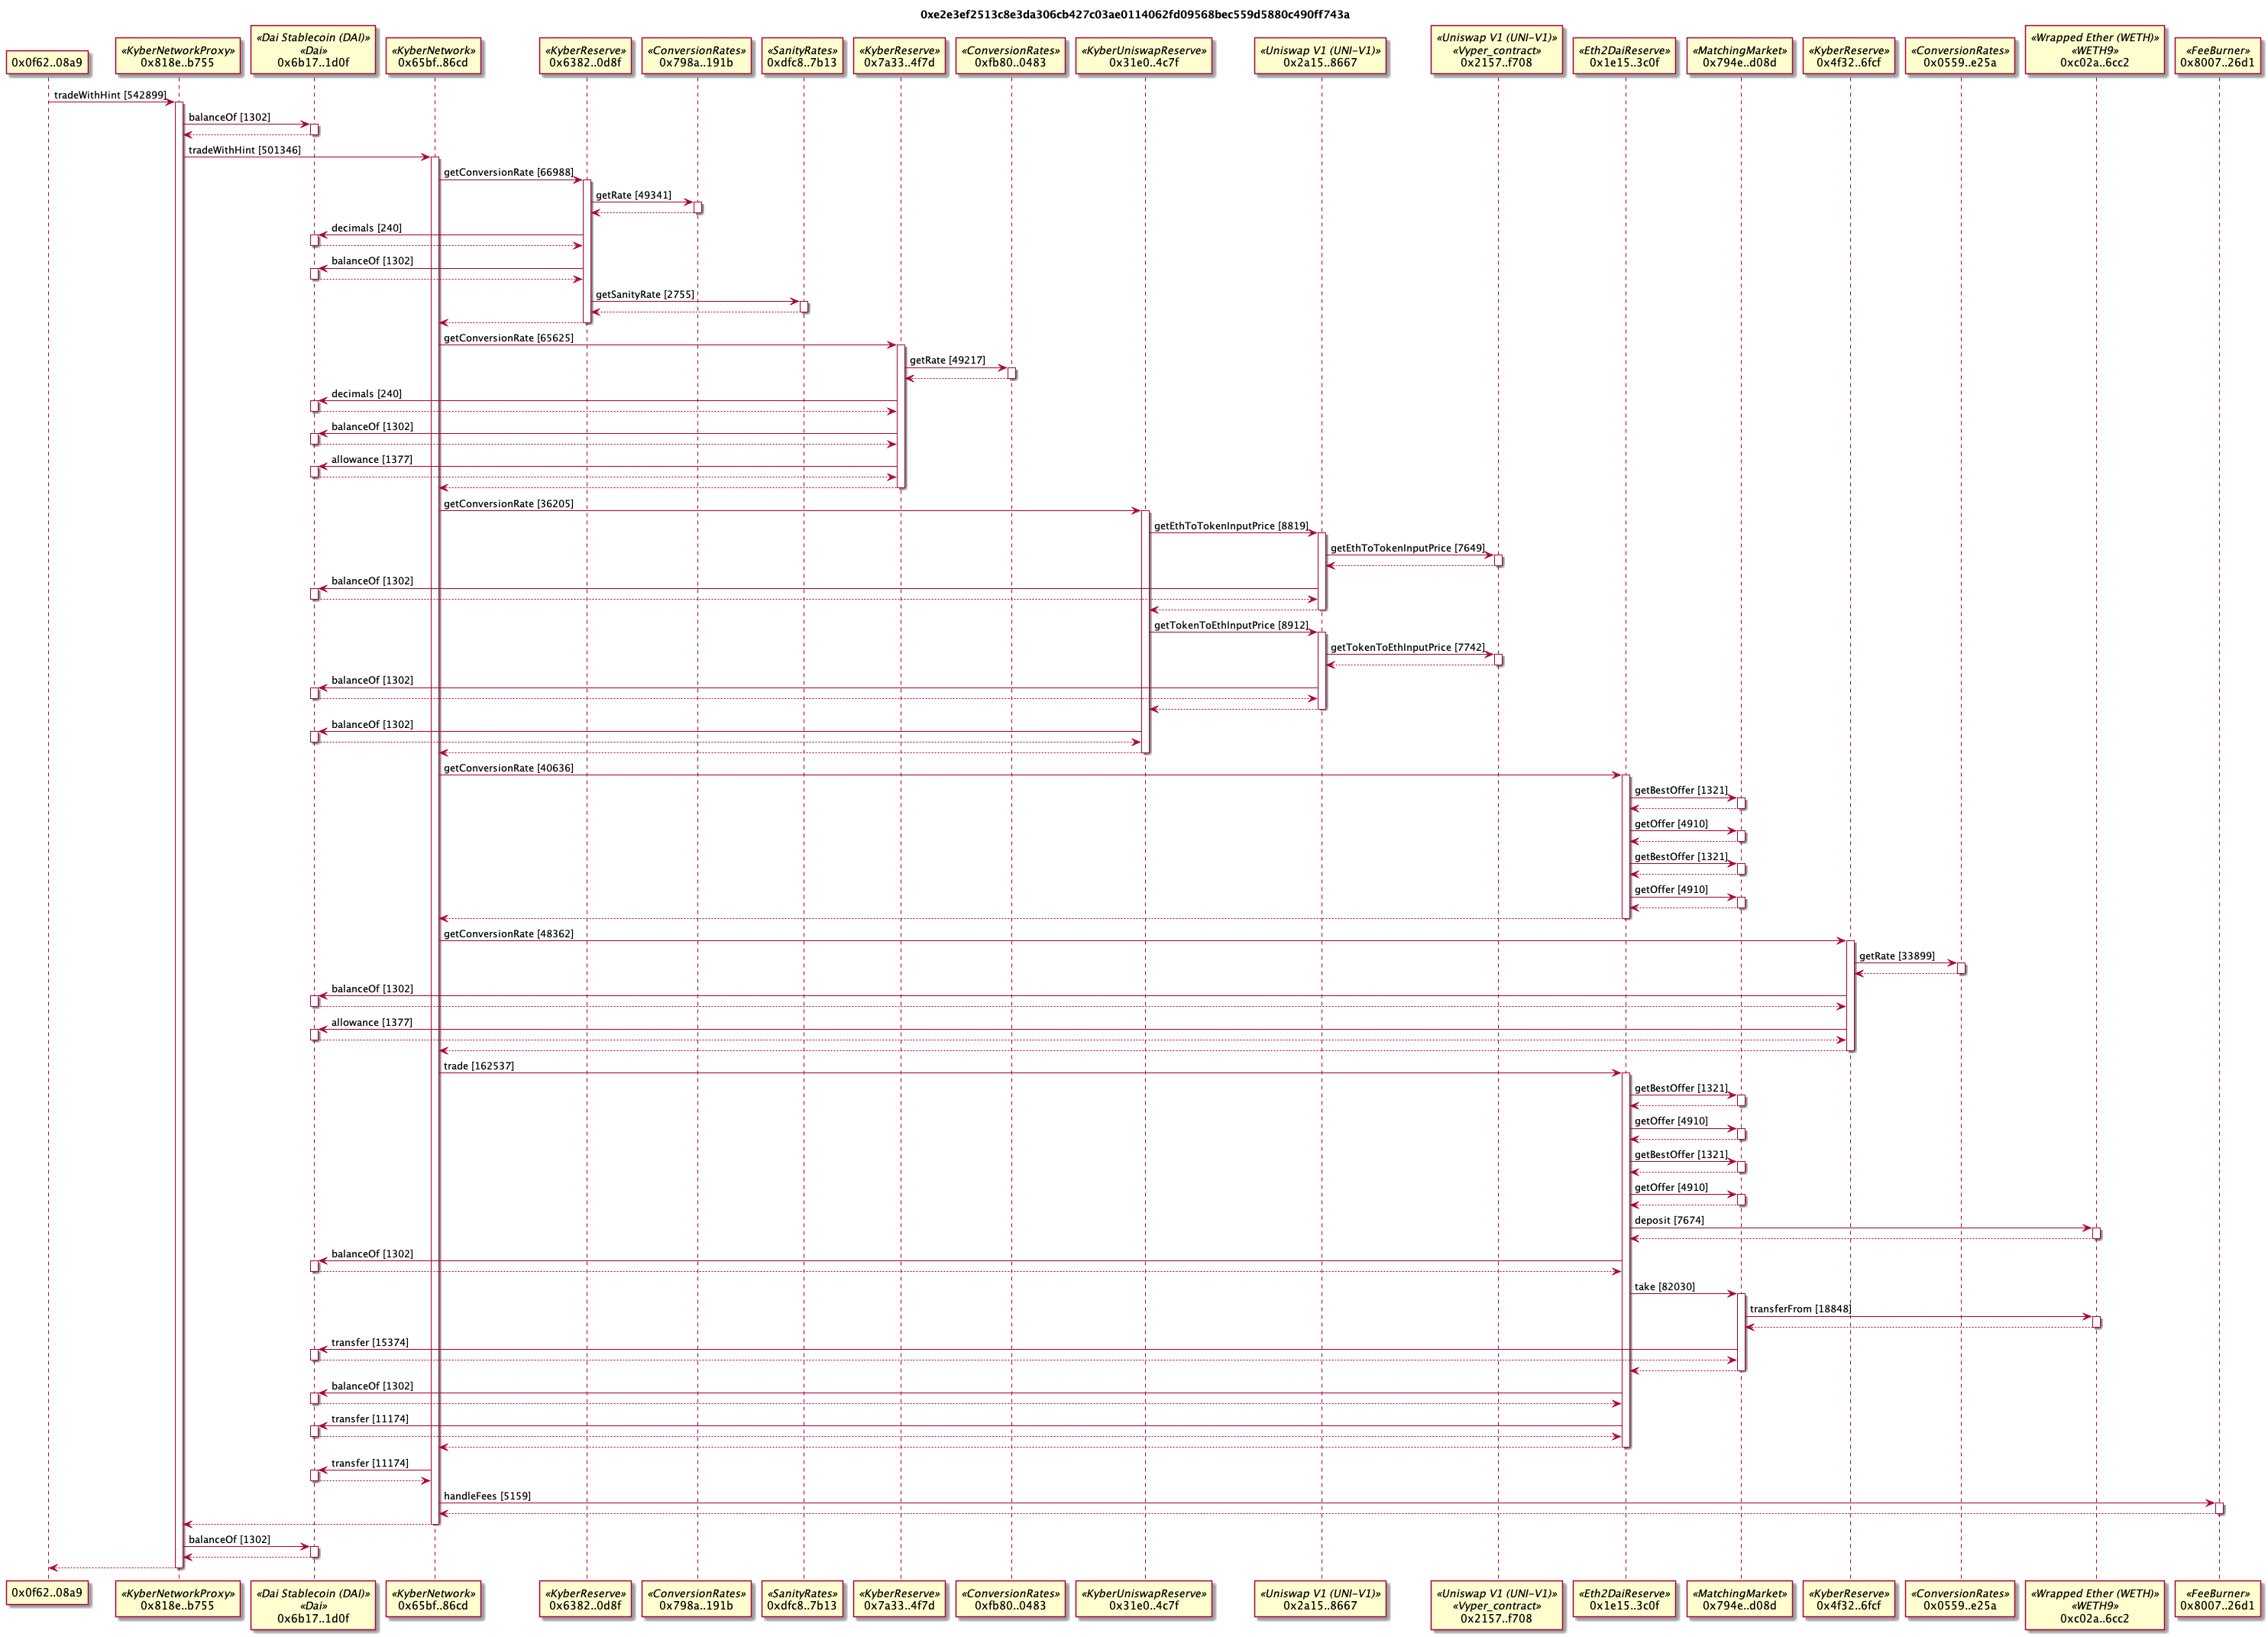 0xe2e3ef2513c8e3da306cb427c03ae0114062fd09568bec559d5880c490ff743a
0x0f62..08a9
«KyberNetworkProxy»
0x818e..b755
«Dai Stablecoin (DAI)»
«Dai»
0x6b17..1d0f
«KyberNetwork»
0x65bf..86cd
«KyberReserve»
0x6382..0d8f
«ConversionRates»
0x798a..191b
«SanityRates»
0xdfc8..7b13
«KyberReserve»
0x7a33..4f7d
«ConversionRates»
0xfb80..0483
«KyberUniswapReserve»
0x31e0..4c7f
«Uniswap V1 (UNI-V1)»
0x2a15..8667
«Uniswap V1 (UNI-V1)»
«Vyper_contract»
0x2157..f708
«Eth2DaiReserve»
0x1e15..3c0f
«MatchingMarket»
0x794e..d08d
«KyberReserve»
0x4f32..6fcf
«ConversionRates»
0x0559..e25a
«Wrapped Ether (WETH)»
«WETH9»
0xc02a..6cc2
«FeeBurner»
0x8007..26d1
tradeWithHint [542899]
balanceOf [1302]
tradeWithHint [501346]
getConversionRate [66988]
getRate [49341]
decimals [240]
balanceOf [1302]
getSanityRate [2755]
getConversionRate [65625]
getRate [49217]
decimals [240]
balanceOf [1302]
allowance [1377]
getConversionRate [36205]
getEthToTokenInputPrice [8819]
getEthToTokenInputPrice [7649]
balanceOf [1302]
getTokenToEthInputPrice [8912]
getTokenToEthInputPrice [7742]
balanceOf [1302]
balanceOf [1302]
getConversionRate [40636]
getBestOffer [1321]
getOffer [4910]
getBestOffer [1321]
getOffer [4910]
getConversionRate [48362]
getRate [33899]
balanceOf [1302]
allowance [1377]
trade [162537]
getBestOffer [1321]
getOffer [4910]
getBestOffer [1321]
getOffer [4910]
deposit [7674]
balanceOf [1302]
take [82030]
transferFrom [18848]
transfer [15374]
balanceOf [1302]
transfer [11174]
transfer [11174]
handleFees [5159]
balanceOf [1302]
0x0f62..08a9
«KyberNetworkProxy»
0x818e..b755
«Dai Stablecoin (DAI)»
«Dai»
0x6b17..1d0f
«KyberNetwork»
0x65bf..86cd
«KyberReserve»
0x6382..0d8f
«ConversionRates»
0x798a..191b
«SanityRates»
0xdfc8..7b13
«KyberReserve»
0x7a33..4f7d
«ConversionRates»
0xfb80..0483
«KyberUniswapReserve»
0x31e0..4c7f
«Uniswap V1 (UNI-V1)»
0x2a15..8667
«Uniswap V1 (UNI-V1)»
«Vyper_contract»
0x2157..f708
«Eth2DaiReserve»
0x1e15..3c0f
«MatchingMarket»
0x794e..d08d
«KyberReserve»
0x4f32..6fcf
«ConversionRates»
0x0559..e25a
«Wrapped Ether (WETH)»
«WETH9»
0xc02a..6cc2
«FeeBurner»
0x8007..26d1